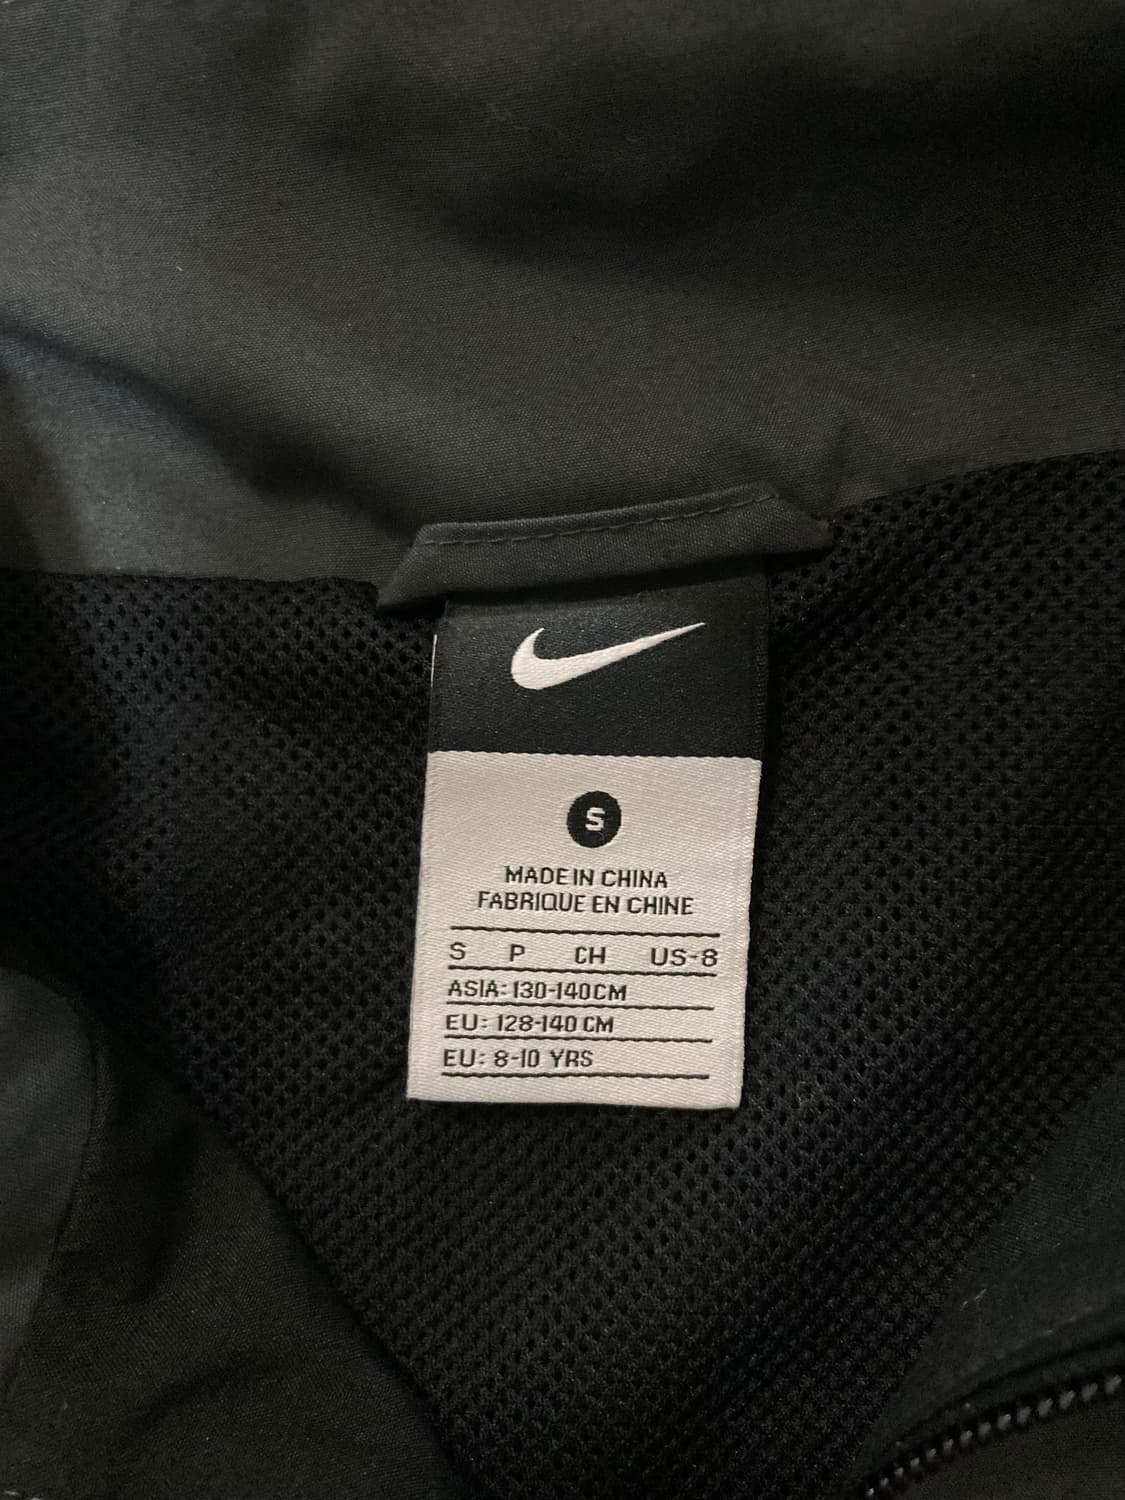 S
MADE IN CHINA
FABRIQUE EN CHINE
S P CH US-8
ASIA: 130-140CM
EU: 128-140 CM
EU: 8-10 YRS